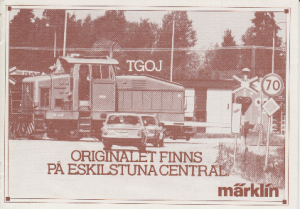 TGOJ
70
ORIGINALET FINNS
PÅ ESKILSTUNA CENTRAL
märklin